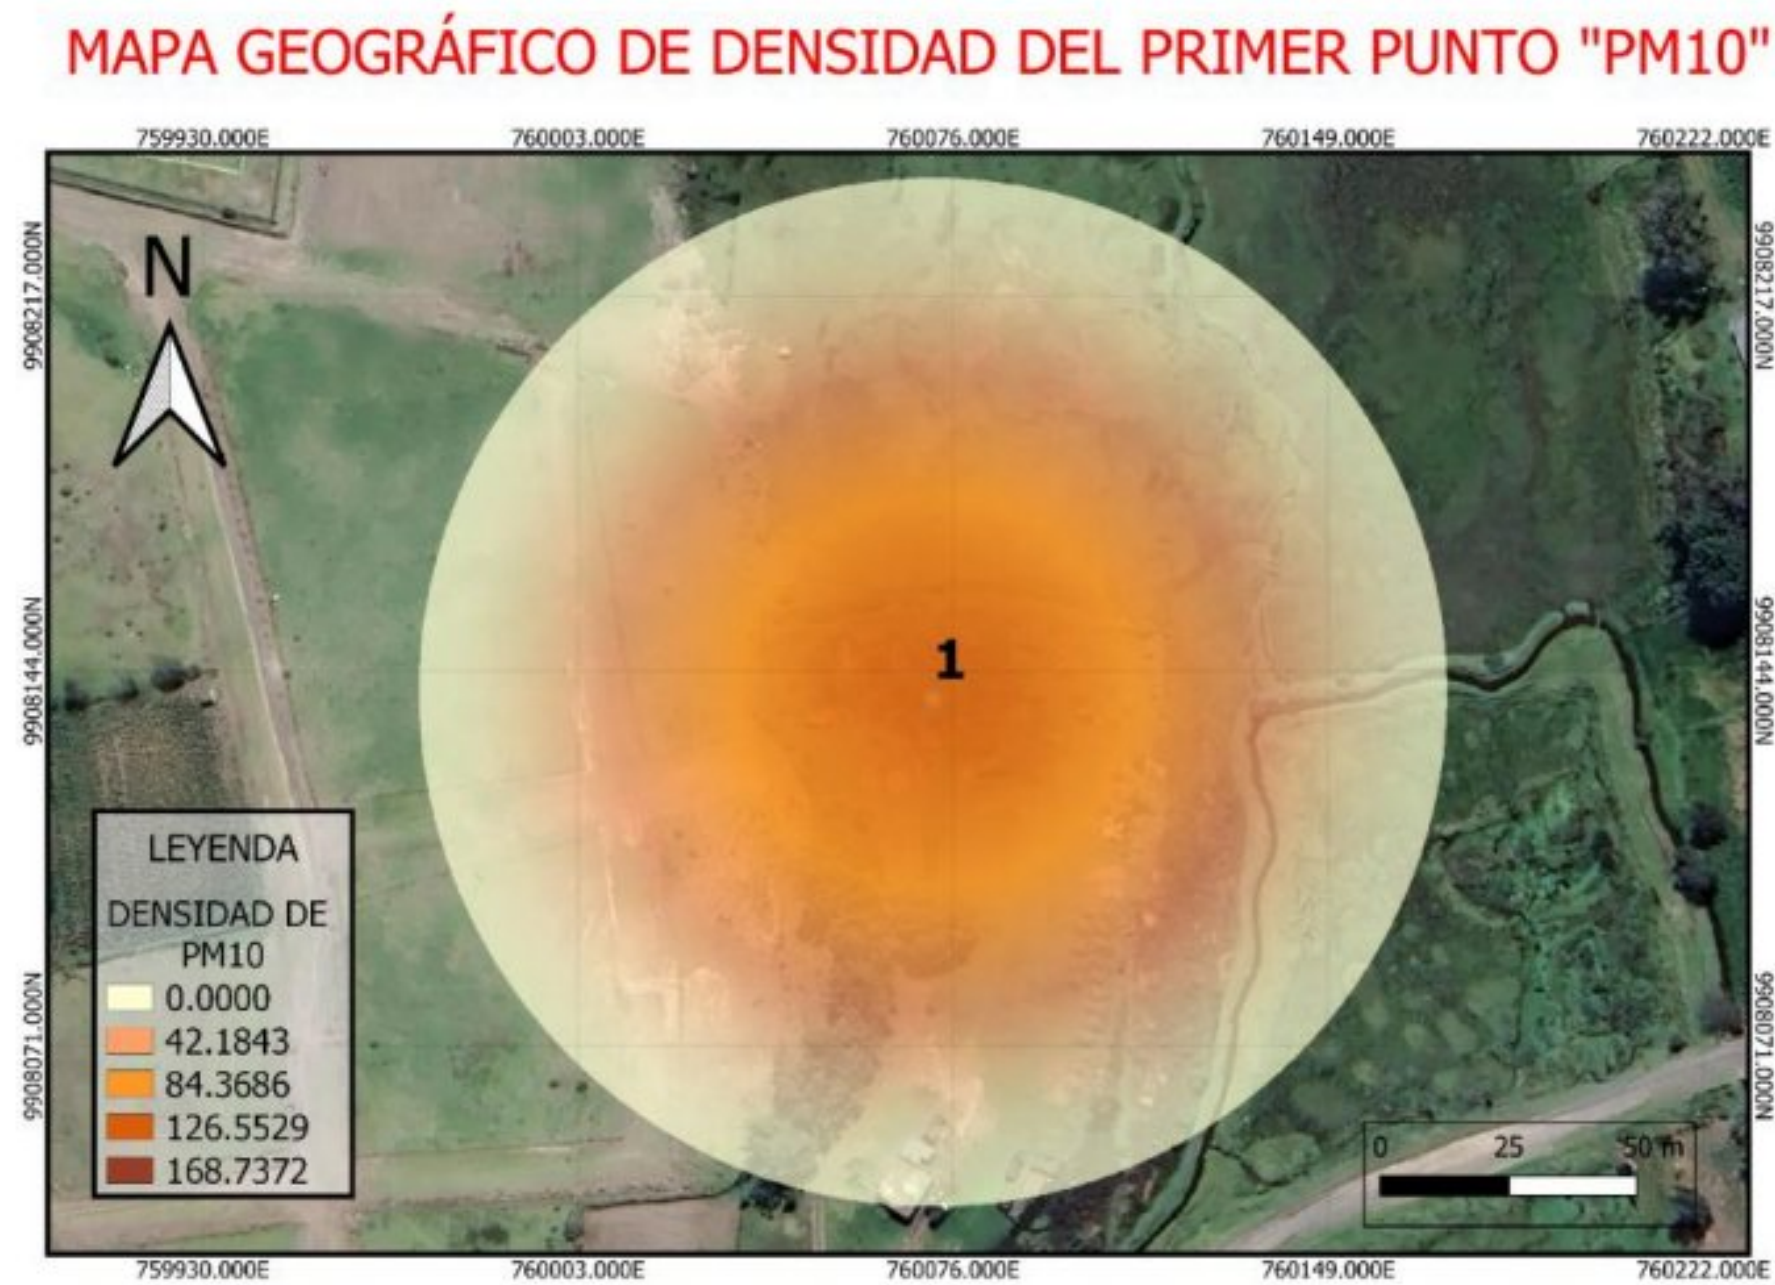 MAPA GEOGRÁFICO DE DENSIDAD DEL PRIMER PUNTO "PM10"
759930.000E 760003.000E 760076.000E 760149.000E 760222.000E
9908217.000N
9908217.000N
N
9908144.000N
1
9908144.000N
LEYENDA
DENSIDAD DE
PM10
0.0000
42.1843
84.3686
126.5529
168.7372
9908071.000N
9908071.000N
0 25 50 m
759930.000E 760003.000E 760076.000E 760149.000E 760222.000E